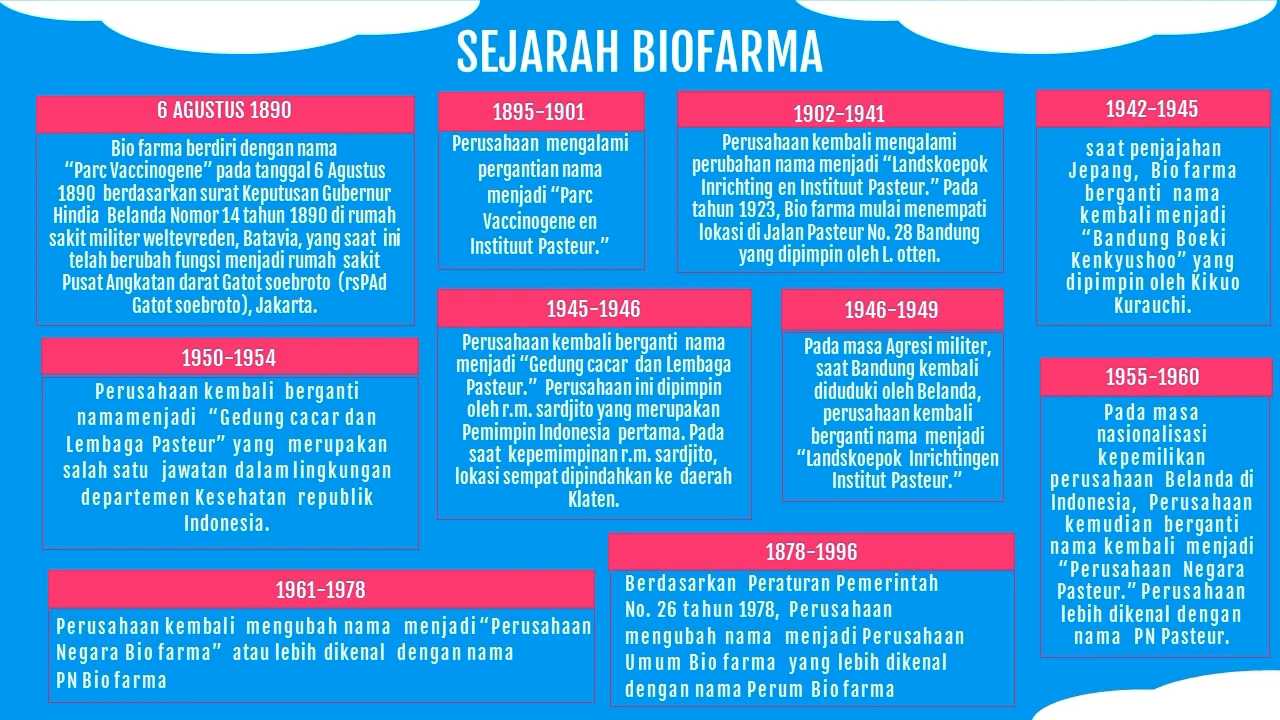 SEJARAH BIOFARMA
6 AGUSTUS 1890
Bio farma berdiri dengan nama
“Parc Vaccinogene” pada tanggal 6 Agustus
1890 berdasarkan surat Keputusan Gubernur
Hindia Belanda Nomor 14 tahun 1890 di rumah
sakit militer weltevreden, Batavia, yang saat ini
telah berubah fungsi menjadi rumah sakit
Pusat Angkatan darat Gatot soebroto (rsPAd
Gatot soebroto), Jakarta.
1895-1901
Perusahaan mengalami
pergantian nama
menjadi “Parc
Vaccinogene en
Instituut Pasteur.”
1902-1941
Perusahaan kembali mengalami
perubahan nama menjadi “Landskoepok
Inrichting en Instituut Pasteur.” Pada
tahun 1923, Bio farma mulai menempati
lokasi di Jalan Pasteur No. 28 Bandung
yang dipimpin oleh L. otten.
1942-1945
saat penjajahan
Jepang, Bio farma
berganti nama
kembali menjadi
“Bandung Boeki
Kenkyushoo” yang
dipimpin oleh Kikuo
Kurauchi.
1945-1946
Perusahaan kembali berganti nama
menjadi “Gedung cacar dan Lembaga
Pasteur.” Perusahaan ini dipimpin
oleh r.m. sardjito yang merupakan
Pemimpin Indonesia pertama. Pada
saat kepemimpinan r.m. sardjito,
lokasi sempat dipindahkan ke daerah
Klaten.
1946-1949
Pada masa Agresi militer,
saat Bandung kembali
diduduki oleh Belanda,
perusahaan kembali
berganti nama menjadi
“Landskoepok Inrichtingen
Institut Pasteur.”
1950-1954
Perusahaan kembali berganti
namamenjadi “Gedung cacar dan
Lembaga Pasteur” yang merupakan
salah satu jawatan dalam lingkungan
departemen Kesehatan republik
Indonesia.
1955-1960
Pada masa
nasionalisasi
kepemilikan
perusahaan Belanda di
Indonesia, Perusahaan
kemudian berganti
nama kembali menjadi
“Perusahaan Negara
Pasteur.” Perusahaan
lebih dikenal dengan
nama PN Pasteur.
1961-1978
Perusahaan kembali mengubah nama menjadi “Perusahaan
Negara Bio farma” atau lebih dikenal dengan nama
PN Bio farma
1878-1996
Berdasarkan Peraturan Pemerintah
No. 26 tahun 1978, Perusahaan
mengubah nama menjadi Perusahaan
Umum Bio farma yang lebih dikenal
dengan nama Perum Bio farma